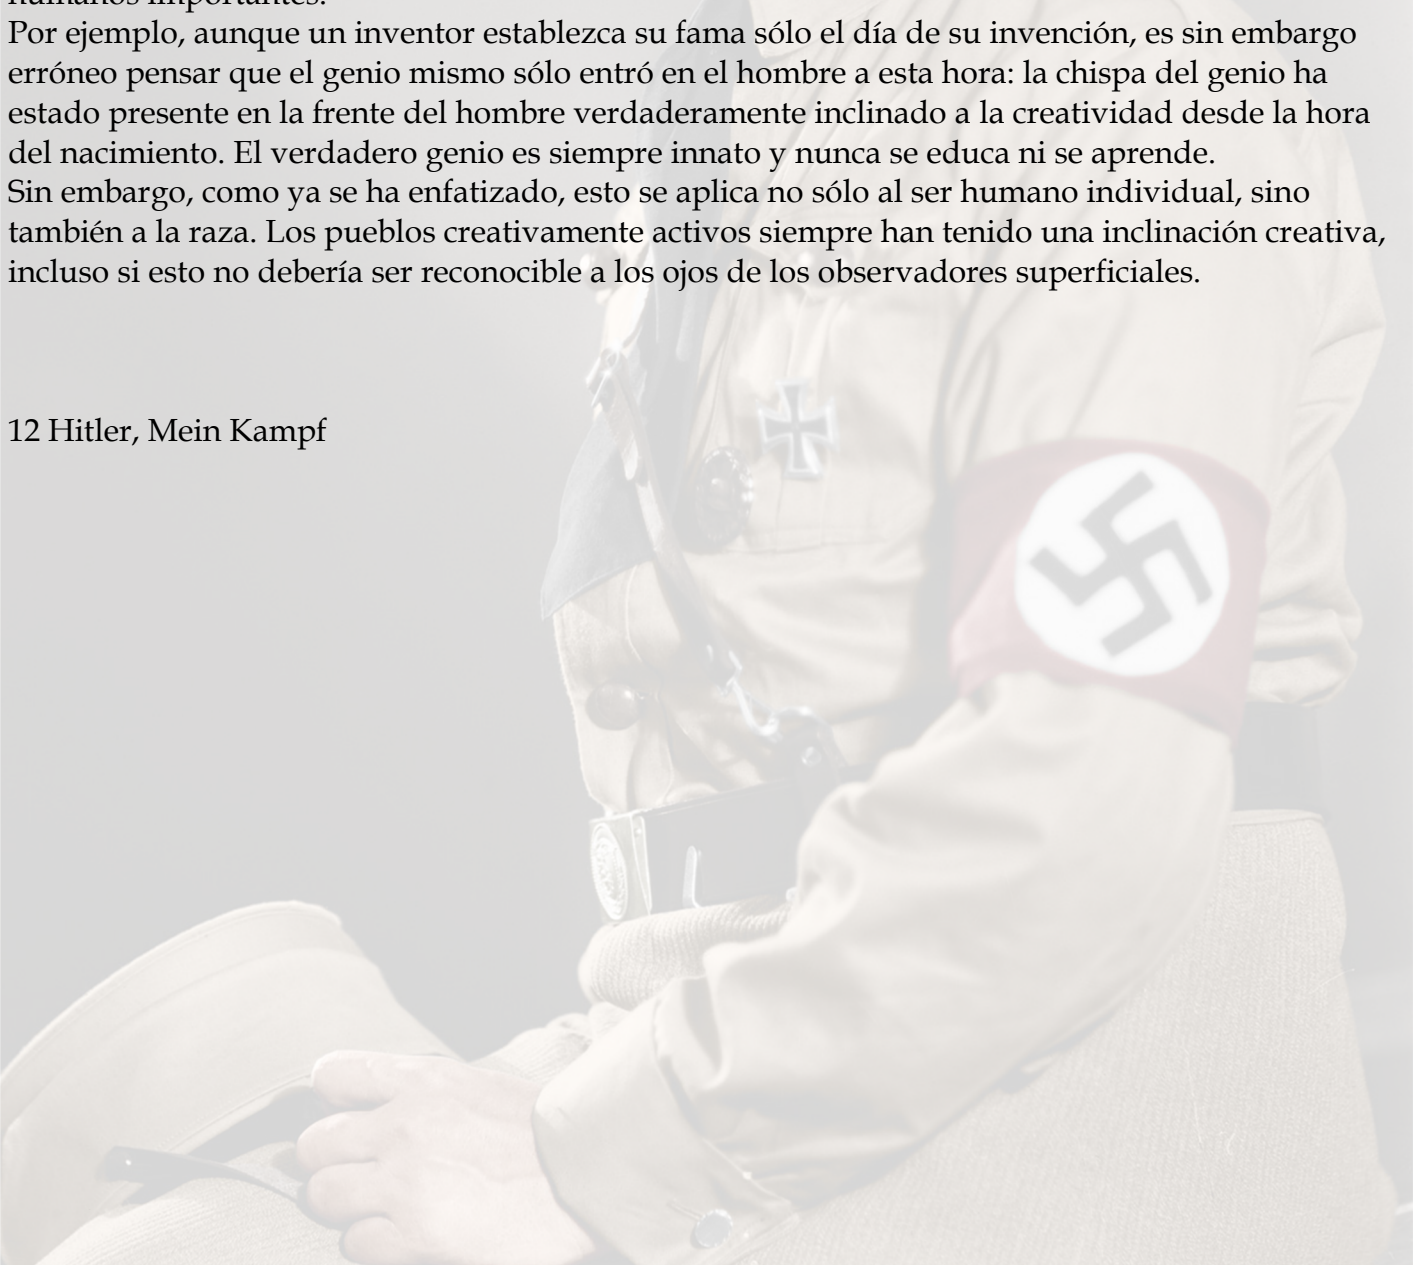 humanos importantes.
Por ejemplo, aunque un inventor establezca su fama sólo el día de su invención, es sin embargo
erróneo pensar que el genio mismo sólo entró en el hombre a esta hora: la chispa del genio ha
estado presente en la frente del hombre verdaderamente inclinado a la creatividad desde la hora
del nacimiento. El verdadero genio es siempre innato y nunca se educa ni se aprende.
Sin embargo, como ya se ha enfatizado, esto se aplica no sólo al ser humano individual, sino
también a la raza. Los pueblos creativamente activos siempre han tenido una inclinación creativa,
incluso si esto no debería ser reconocible a los ojos de los observadores superficiales.
12 Hitler, Mein Kampf